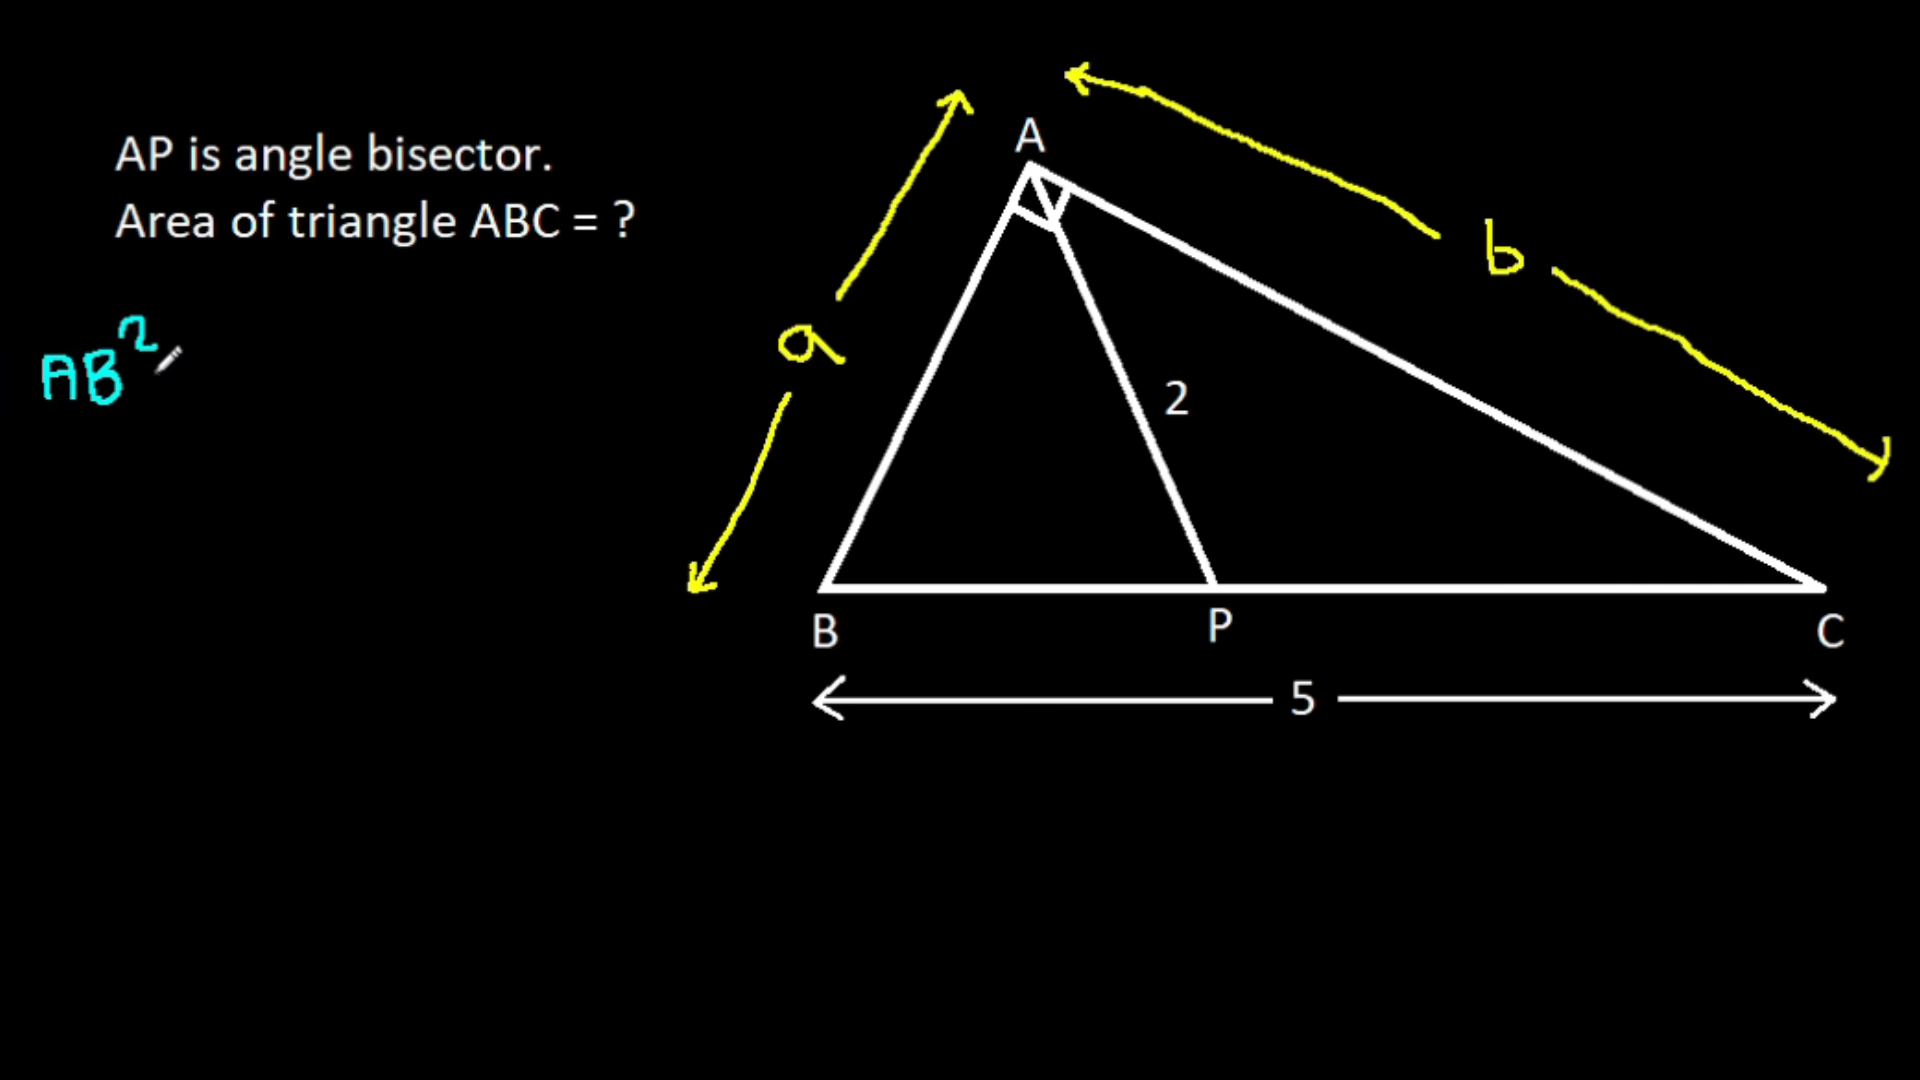 AP is angle bisector.
Area of triangle ABC = ?
AB²
A
a
b
2
B
P
C
5